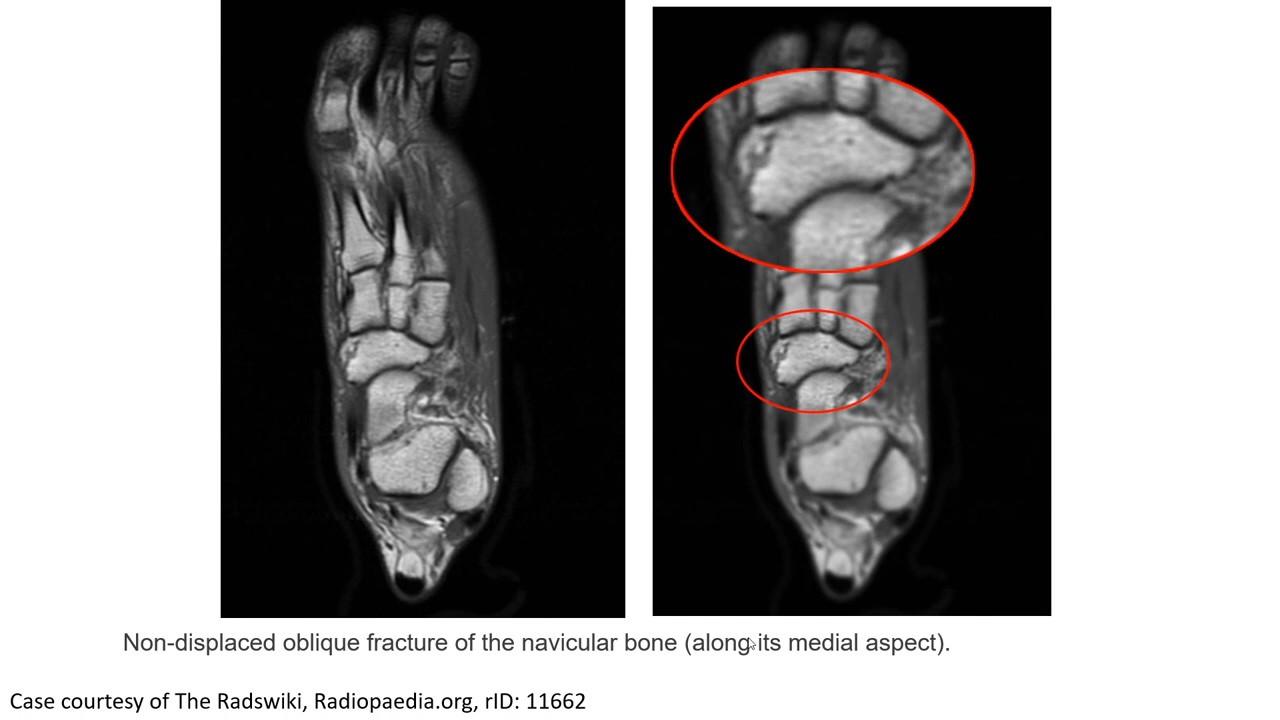 Non-displaced oblique fracture of the navicular bone (along its medial aspect).
Case courtesy of The Radswiki, Radiopaedia.org, rID: 11662